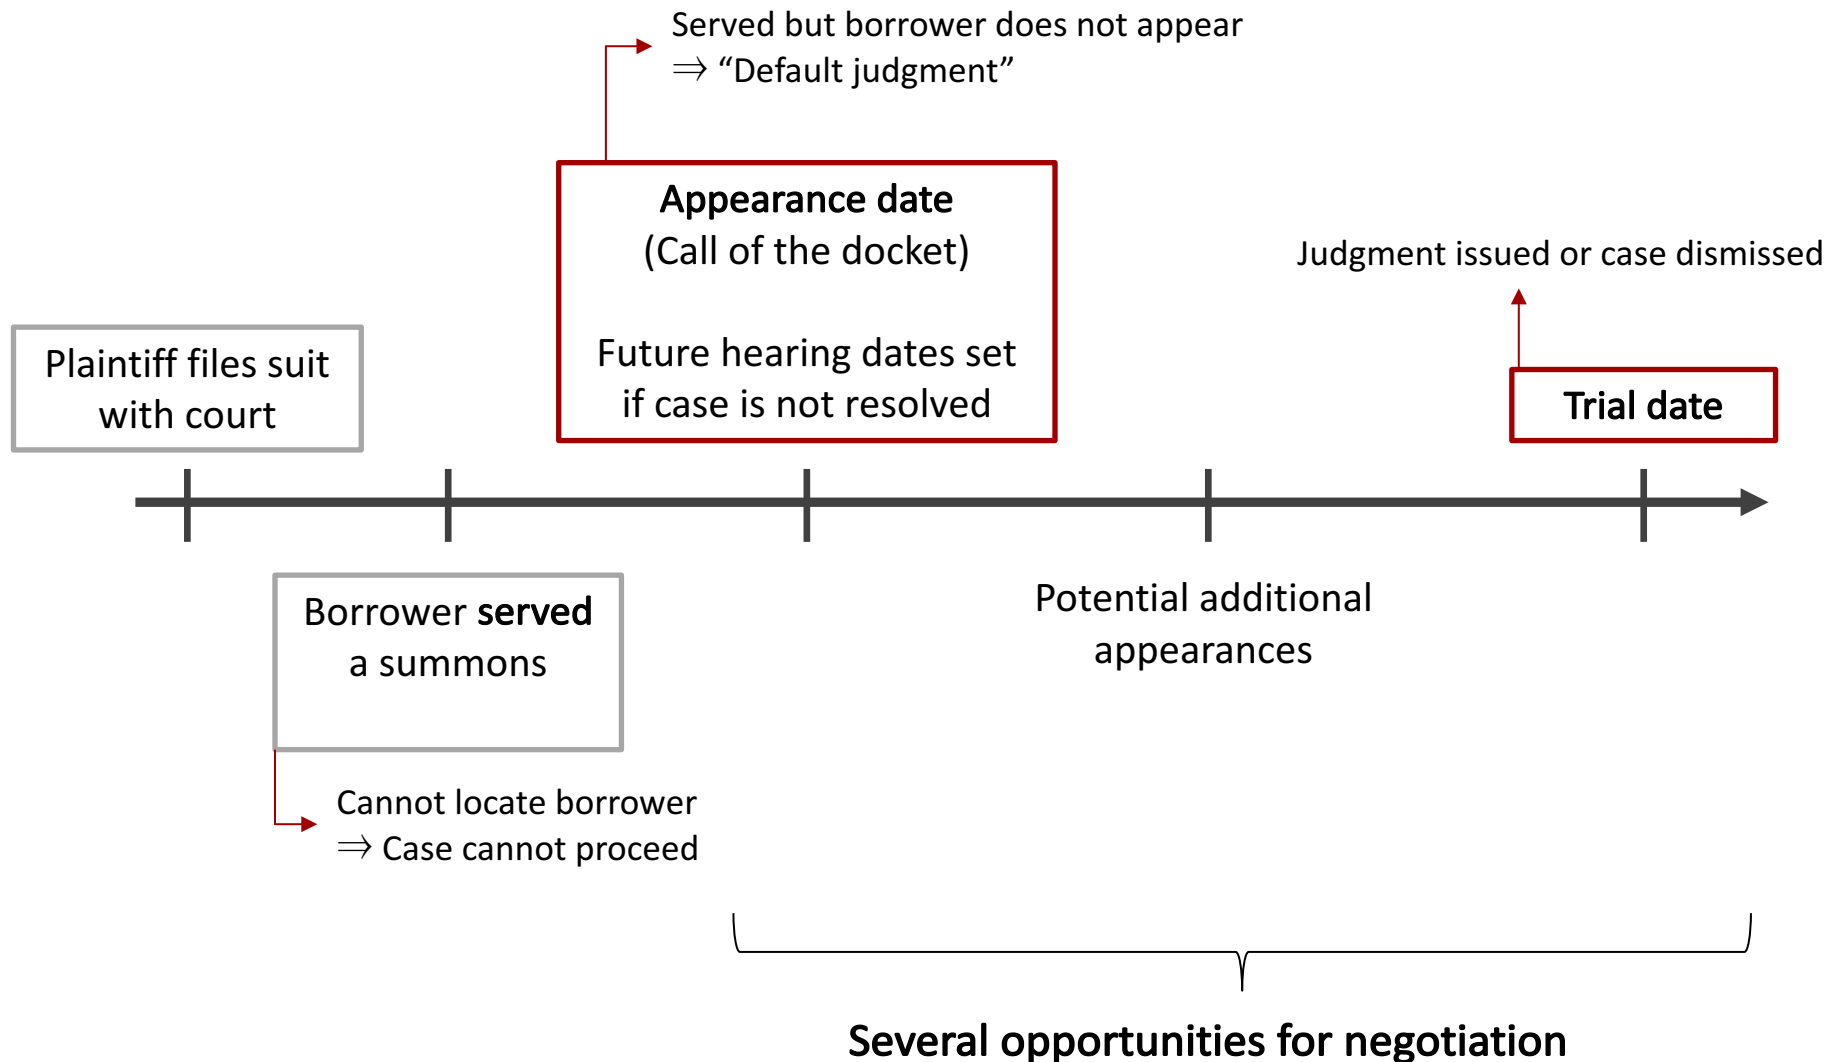 Served but borrower does not appear
⇒ “Default judgment”
Appearance date
(Call of the docket)
Future hearing dates set
if case is not resolved
Judgment issued or case dismissed
Plaintiff files suit
with court
Trial date
Borrower served
a summons
Potential additional
appearances
Cannot locate borrower
⇒ Case cannot proceed
Several opportunities for negotiation